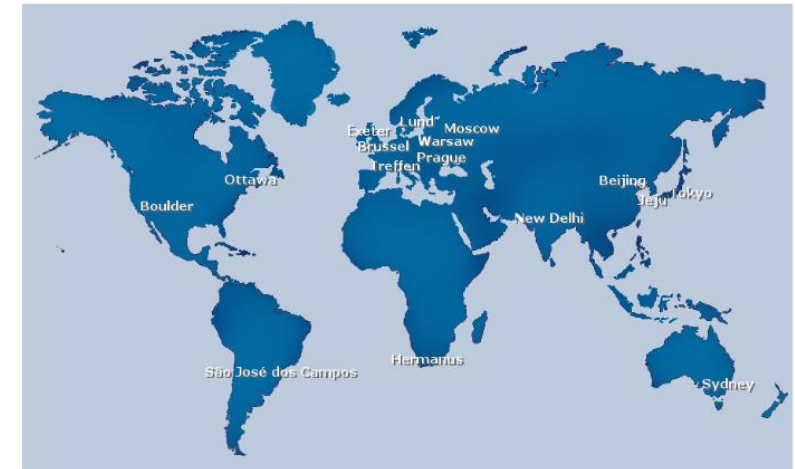 Lund
Exeter
Moscow
Brussel
Warsaw
Prague
Treffen
Ottawa
Beijing
Tokyo
Jeju
Boulder
New Delhi
Hermanus
São José dos Campos
Sydney